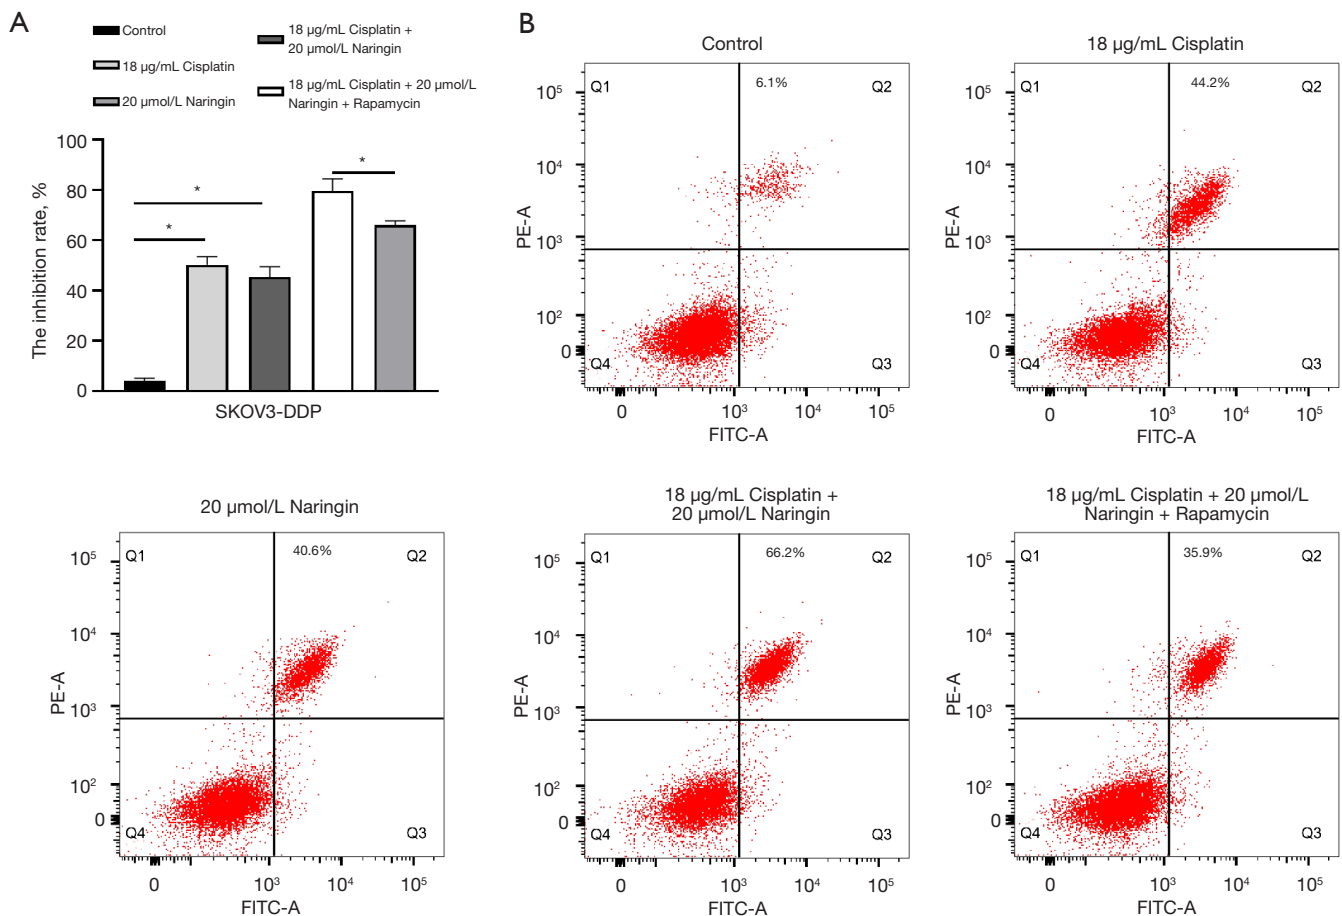 A
Control
18 µg/mL Cisplatin
20 µmol/L Naringin
18 µg/mL Cisplatin +
20 µmol/L Naringin
18 µg/mL Cisplatin + 20 µmol/L
Naringin + Rapamycin
The inhibition rate, %
100
80
60
40
20
0
*
*
*
SKOV3-DDP
B
Control
Q1
6.1%
Q2
Q4
Q3
PE-A
10⁵
10⁴
10³
10²
0
0
10³
10⁴
10⁵
FITC-A
18 µg/mL Cisplatin
Q1
44.2%
Q2
Q4
Q3
PE-A
10⁵
10⁴
10³
10²
0
0
10³
10⁴
10⁵
FITC-A
20 µmol/L Naringin
Q1
40.6%
Q2
Q4
Q3
PE-A
10⁵
10⁴
10³
10²
0
0
10³
10⁴
10⁵
FITC-A
18 µg/mL Cisplatin +
20 µmol/L Naringin
Q1
66.2%
Q2
Q4
Q3
PE-A
10⁵
10⁴
10³
10²
0
0
10³
10⁴
10⁵
FITC-A
18 µg/mL Cisplatin + 20 µmol/L
Naringin + Rapamycin
Q1
35.9%
Q2
Q4
Q3
PE-A
10⁵
10⁴
10³
10²
0
0
10³
10⁴
10⁵
FITC-A